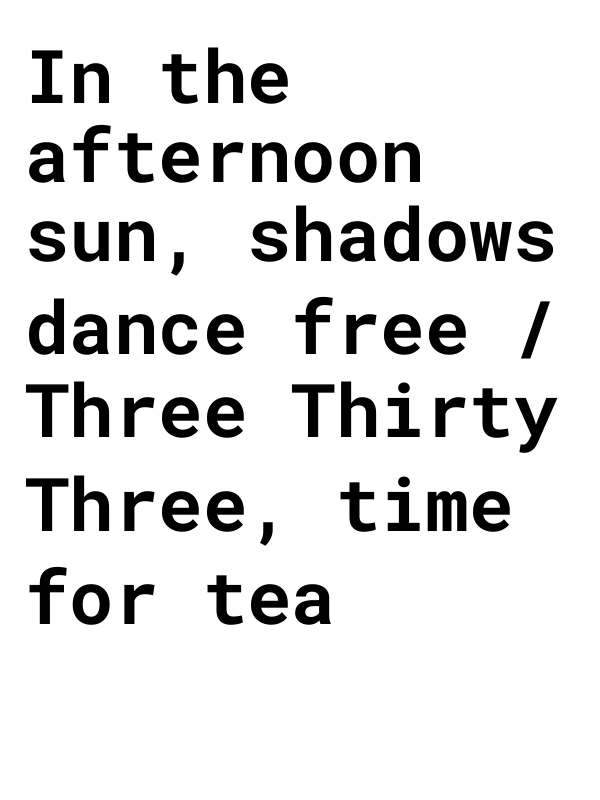 In the
afternoon
sun, shadows
dance free /
Three Thirty
Three, time
for tea